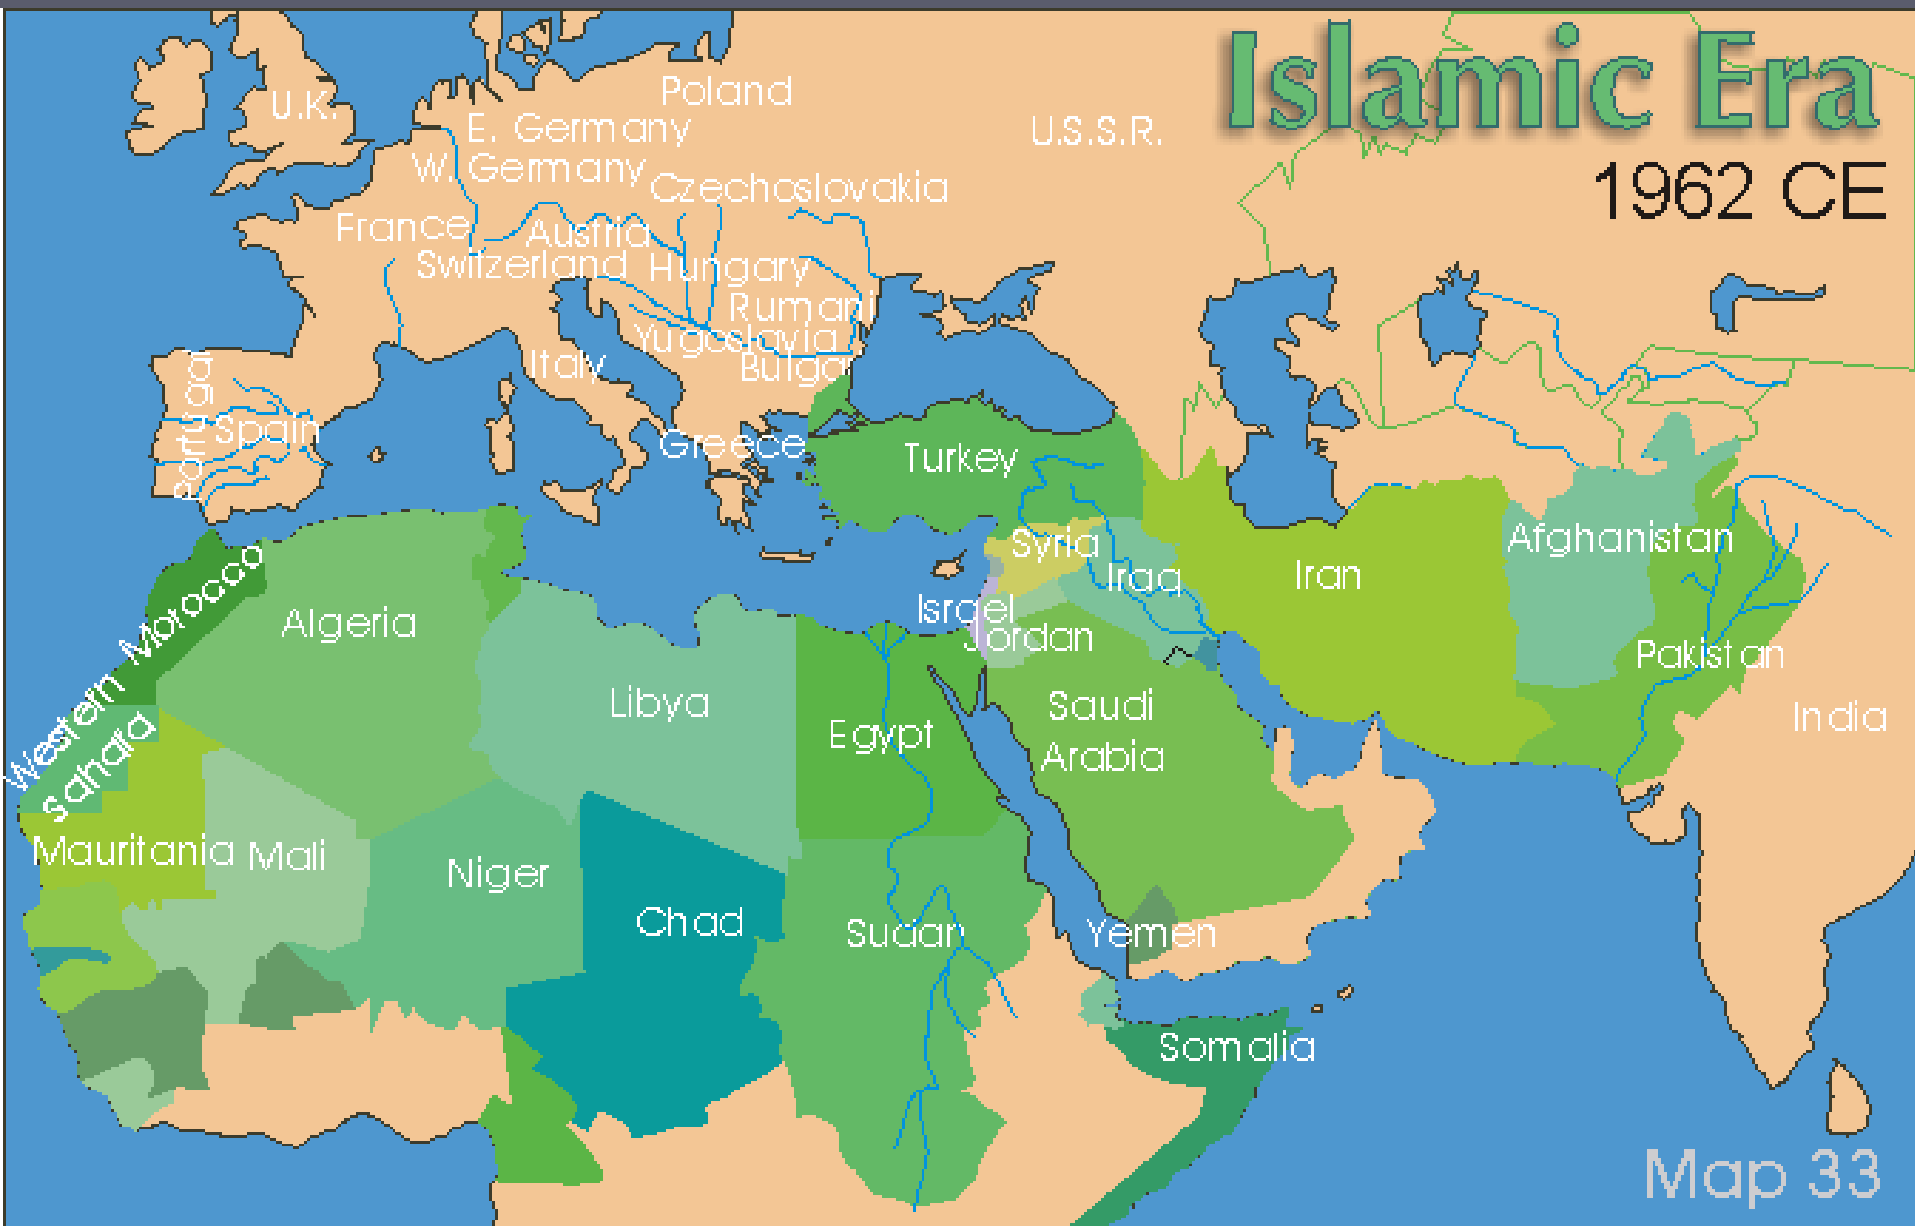 Islamic Era
1962 CE
U.K.
Poland
E. Germany
U.S.S.R.
W. Germany
Czechoslovakia
France
Austria
Switzerland
Hungary
Rumani
Yugoslavia
Italy
Bulgar
Portugal
Spain
Greece
Turkey
Syria
Afghanistan
Morocco
Iraq
Iran
Israel
Algeria
Jordan
Pakistan
Western
Sahara
Libya
Saudi
Arabia
Egypt
India
Mauritania
Mali
Niger
Chad
Sudan
Yemen
Somalia
Map 33